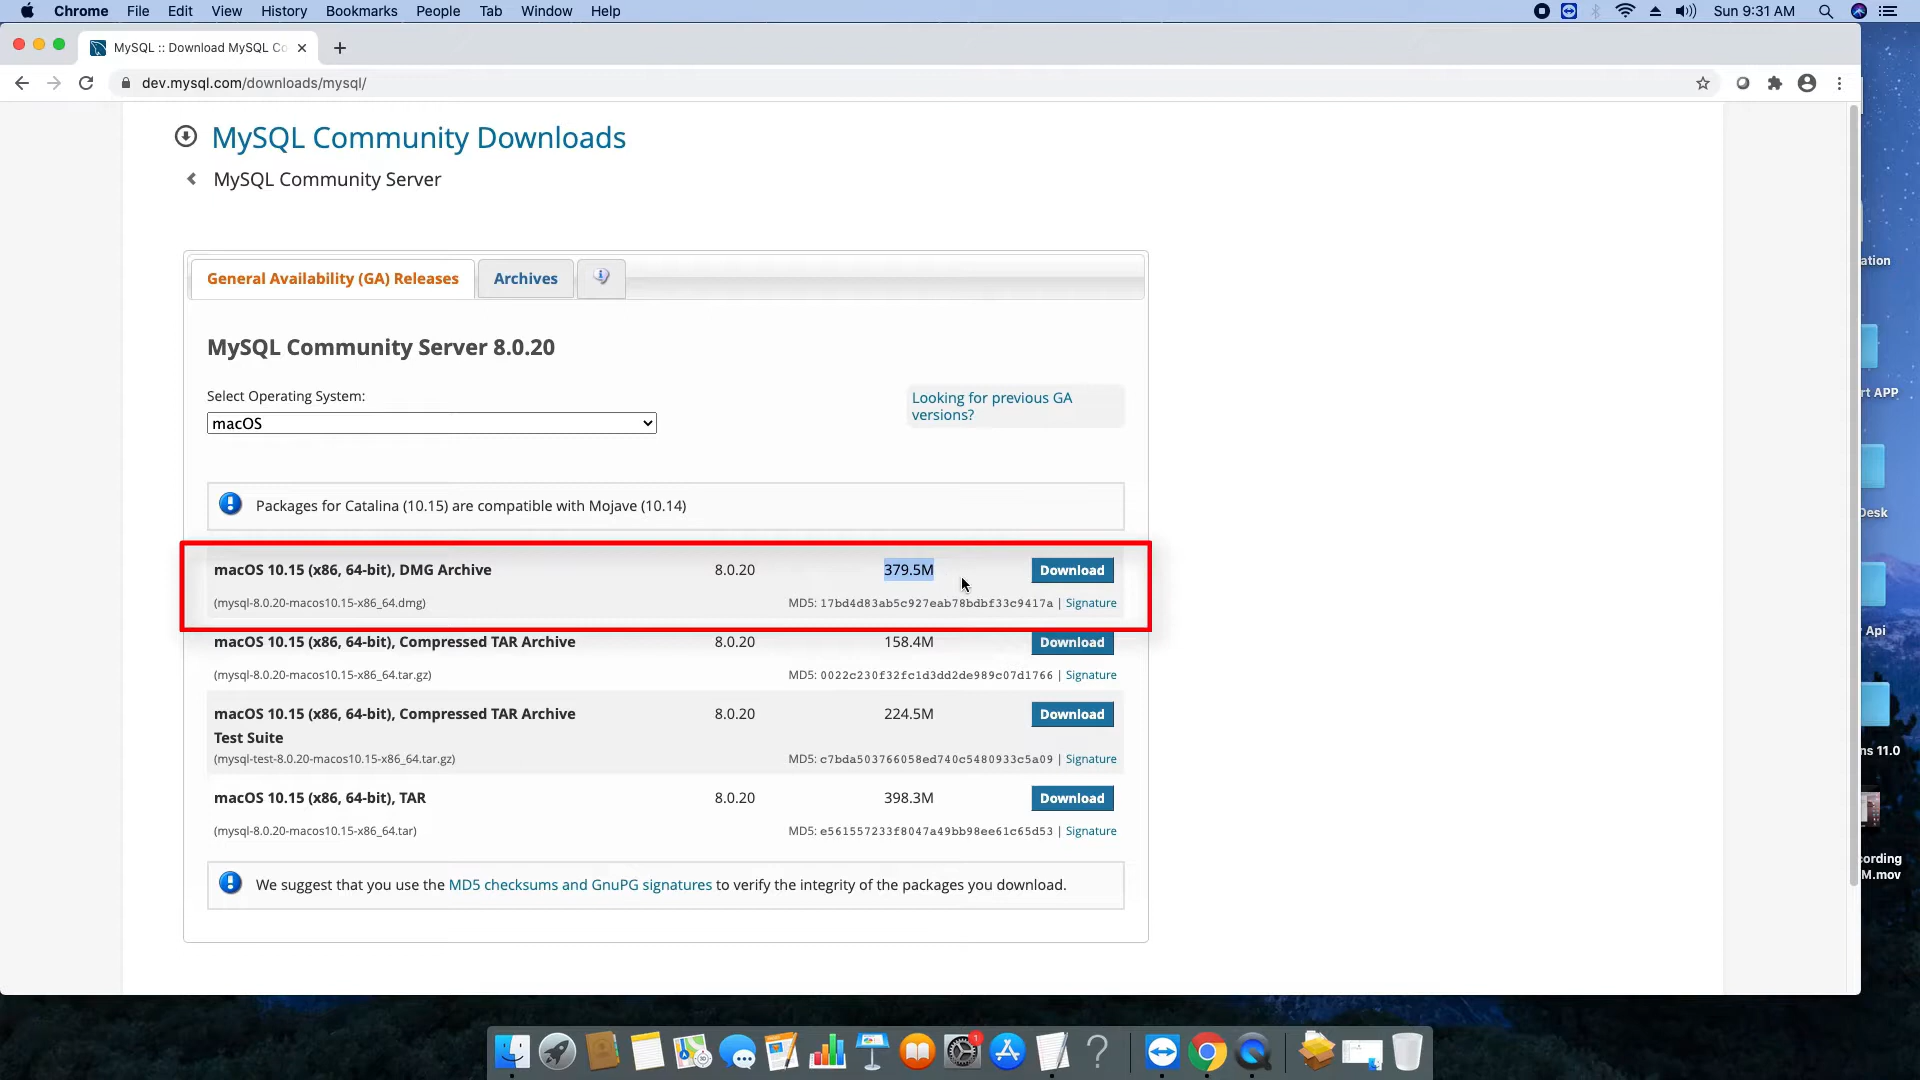 Chrome File Edit View History Bookmarks People Tab Window Help Sun 9:31 AM
MySQL :: Download MySQL Co
dev.mysql.com/downloads/mysql/
MySQL Community Downloads
MySQL Community Server
General Availability (GA) Releases Archives
MySQL Community Server 8.0.20
Select Operating System:
macOS
Looking for previous GA
versions?
Packages for Catalina (10.15) are compatible with Mojave (10.14)
macOS 10.15 (x86, 64-bit), DMG Archive 8.0.20 379.5M Download
(mysql-8.0.20-macos10.15-x86_64.dmg) MD5: 17bd4d83ab5c927eab78bdbf33c9417a | Signature
macOS 10.15 (x86, 64-bit), Compressed TAR Archive 8.0.20 158.4M Download
(mysql-8.0.20-macos10.15-x86_64.tar.gz) MD5: 0022c230f32fc1d3dd2de989c07d1766 | Signature
macOS 10.15 (x86, 64-bit), Compressed TAR Archive 8.0.20 224.5M Download
Test Suite
(mysql-test-8.0.20-macos10.15-x86_64.tar.gz) MD5: c7bda503766058ed740c5480933c5a09 | Signature
macOS 10.15 (x86, 64-bit), TAR 8.0.20 398.3M Download
(mysql-8.0.20-macos10.15-x86_64.tar) MD5: e561557233f8047a49bb98ee61c65d53 | Signature
We suggest that you use the MD5 checksums and GnuPG signatures to verify the integrity of the packages you download.
ation
rt APP
Desk
Api
ns 11.0
ording
M.mov
1